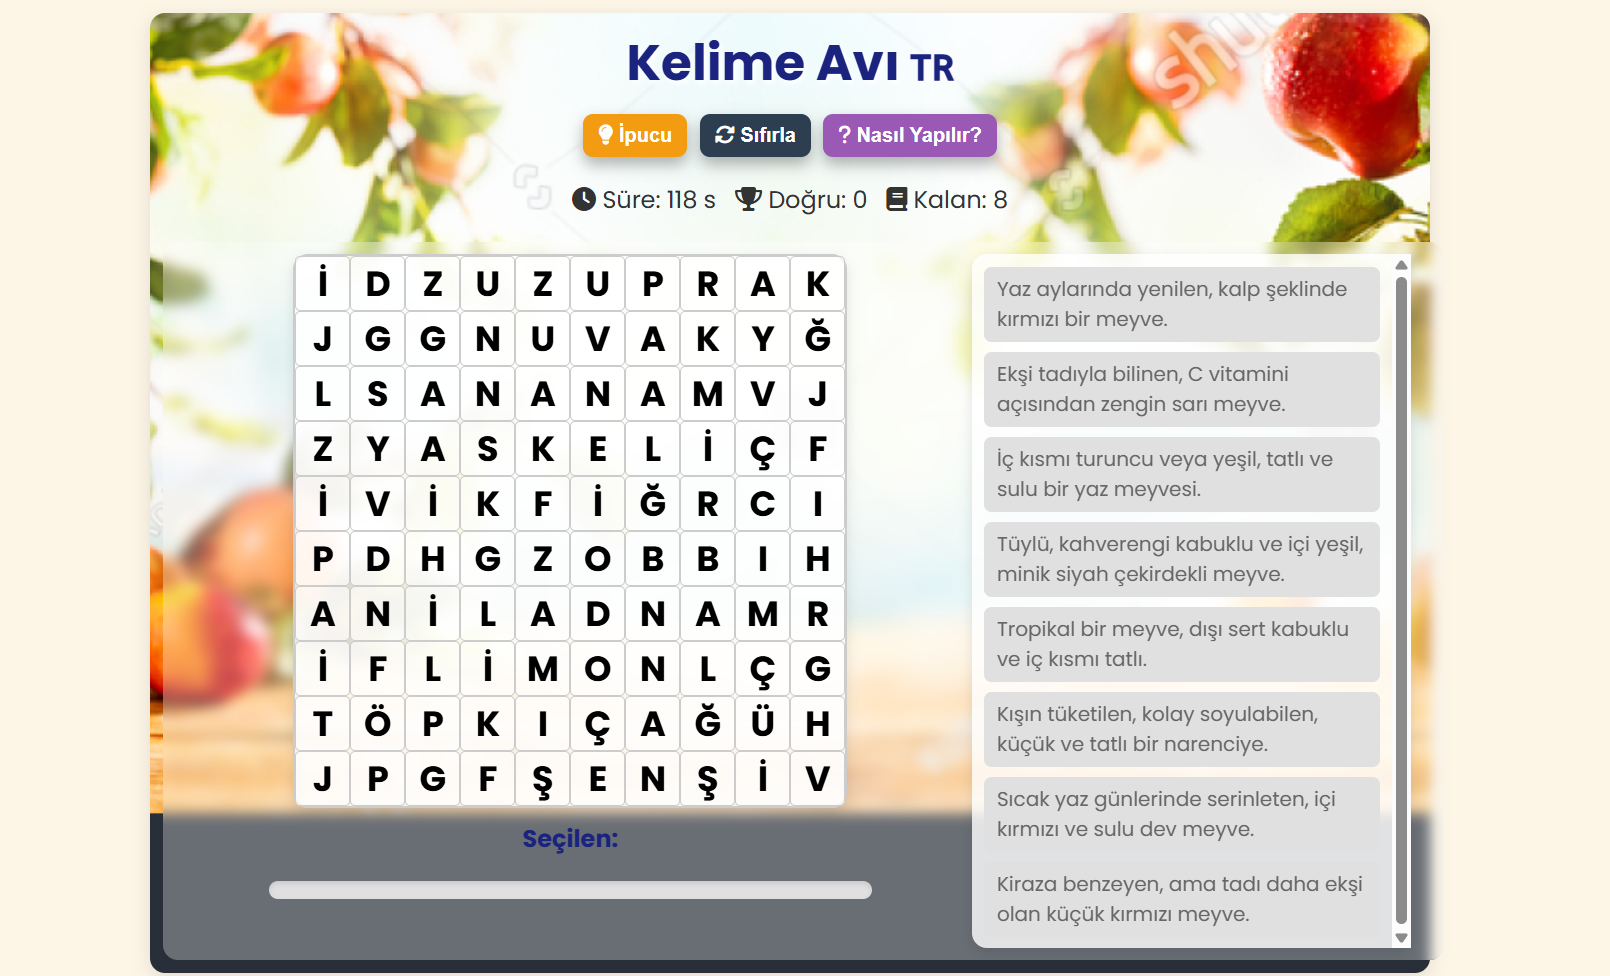 Kelime Avı TR
İpucu Sıfırla ? Nasıl Yapılır?
Süre: 118 s Doğru: 0 Kalan: 8
İ D Z U Z U P R A K
J G G N U V A K Y Ğ
L S A N A N A M V J
Z Y A S K E L İ Ç F
İ V İ K F İ Ğ R C I
P D H G Z O B B I H
A N İ L A D N A M R
İ F L İ M O N L Ç G
T Ö P K I Ç A Ğ Ü H
J P G F Ş E N Ş İ V
Seçilen:
Yaz aylarında yenilen, kalp şeklinde
kırmızı bir meyve.
Ekşi tadıyla bilinen, C vitamini
açısından zengin sarı meyve.
İç kısmı turuncu veya yeşil, tatlı ve
sulu bir yaz meyvesi.
Tüylü, kahverengi kabuklu ve içi yeşil,
minik siyah çekirdekli meyve.
Tropikal bir meyve, dışı sert kabuklu
ve iç kısmı tatlı.
Kışın tüketilen, kolay soyulabilen,
küçük ve tatlı bir narenciye.
Sıcak yaz günlerinde serinleten, içi
kırmızı ve sulu dev meyve.
Kiraza benzeyen, ama tadı daha ekşi
olan küçük kırmızı meyve.